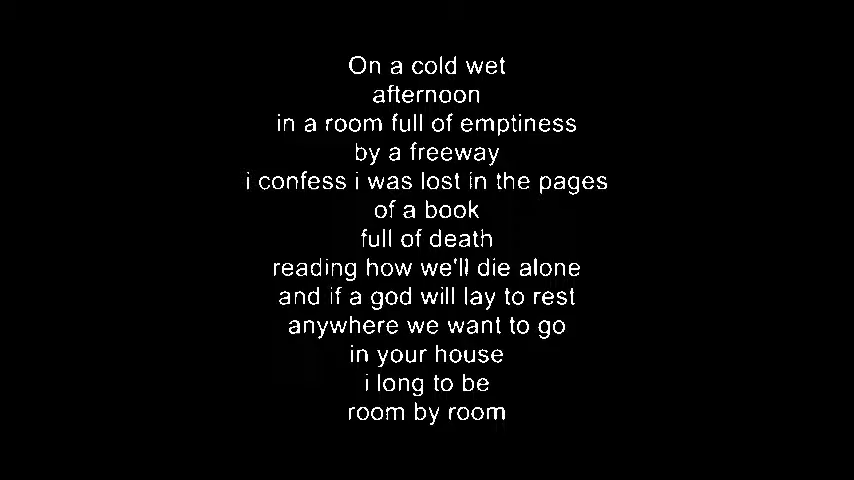 On a cold wet
afternoon
in a room full of emptiness
by a freeway
i confess i was lost in the pages
of a book
full of death
reading how we'll die alone
and if a god will lay to rest
anywhere we want to go
in your house
i long to be
room by room